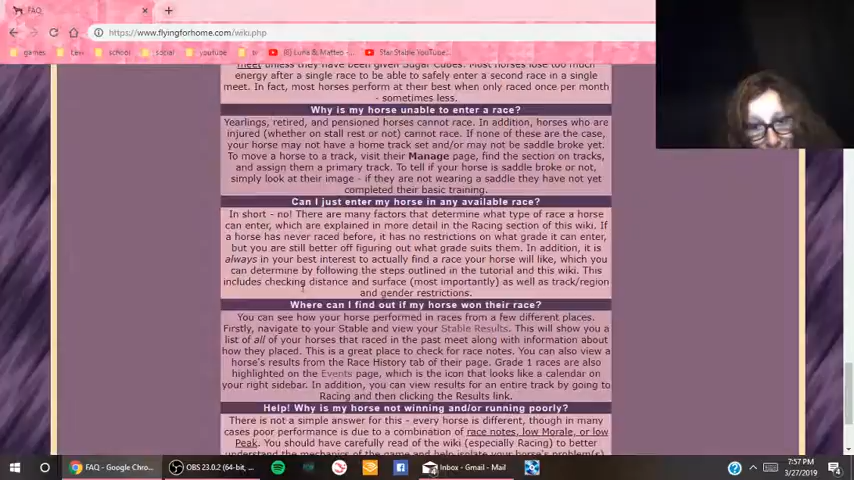 FAQ
https://www.flyingforhome.com/wiki.php
games
school
social
youtube
Star Stable YouTube...
meet unless they have been given Sugar Cubes. Most horses lose too much
energy after a single race to be able to safely enter a second race in a single
meet. In fact, most horses perform at their best when only raced once per month
- sometimes less.
Why is my horse unable to enter a race?
Yearlings, retired, and pensioned horses cannot race. In addition, horses who are
injured (whether on stall rest or not) cannot race. If none of these are the case,
your horse may not have a home track set and/or may not be saddle broke yet.
To move a horse to a track, visit their Manage page, find the section on tracks,
and assign them a primary track. To tell if your horse is saddle broke or not,
simply look at their image - if they are not wearing a saddle they have not yet
completed their basic training.
Can I just enter my horse in any available race?
In short - no! There are many factors that determine what type of race a horse
can enter, which are explained in more detail in the Racing section of this wiki. If
a horse has never raced before, it has no restrictions on what grade it can enter,
but you are still better off figuring out what grade suits them. In addition, it is
always in your best interest to actually find a race your horse will like, which you
can determine by following the steps outlined in the tutorial and this wiki. This
includes checking distance and surface (most importantly) as well as track/region
and gender restrictions.
Where can I find out if my horse won their race?
You can see how your horse performed in races from a few different places.
Firstly, navigate to your Stable and view your Stable Results. This will show you a
list of all of your horses that raced in the past meet along with information about
how they placed. This is a great place to check for race notes. You can also view a
horse's results from the Race History tab of their page. Grade 1 races are also
highlighted on the Events page, which is the icon that looks like a calendar on
your right sidebar. In addition, you can view results for an entire track by going to
Racing and then clicking the Results link.
Help! Why is my horse not winning and/or running poorly?
There is not a simple answer for this - every horse is different, though in many
cases poor performance is due to a combination of race notes, low Morale, or low
Peak. You should have carefully read of the wiki (especially Racing) to better
understand the mechanics of the game and help isolate your horse's problem(s)
FAQ - Google Chro...
OBS 23.0.2 (64-bit, ...
Inbox - Gmail - Mo...
7:57 PM
3/27/2019